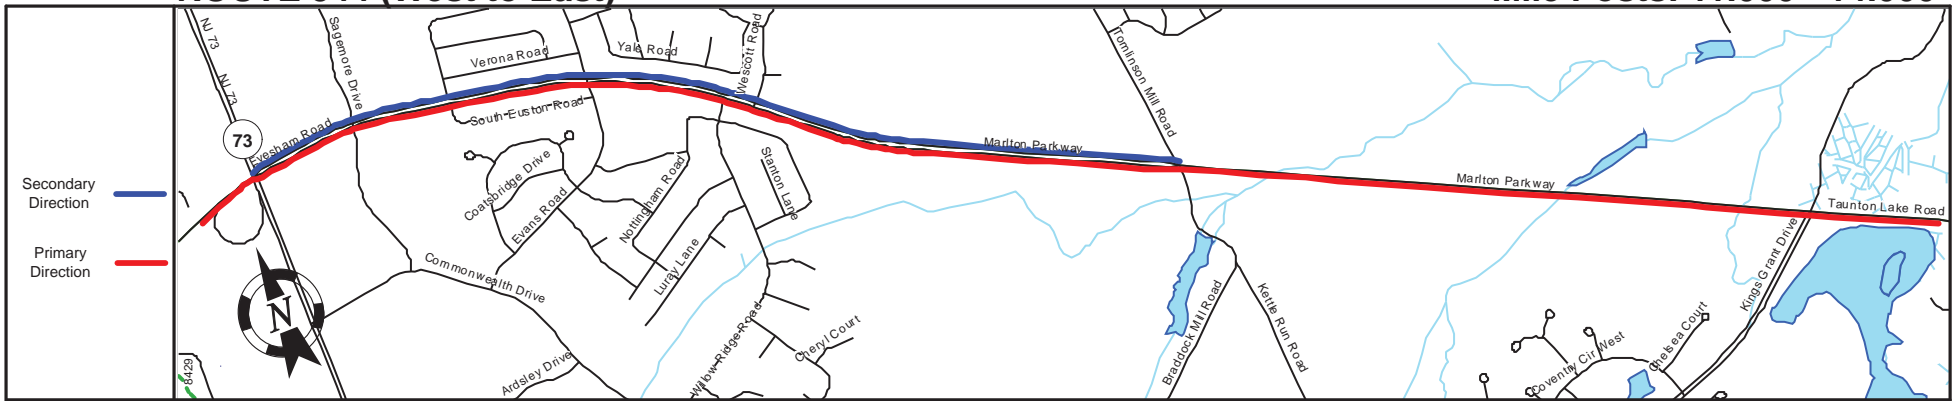 (West to East)
NJ 73
NJ 73
73
Sagemore Drive
Evesham Road
Verona Road
Yale Road
Wescott Road
South Euston Road
Coatsbridge Drive
Evans Road
Nottingham Road
Stanton Lane
Luray Lane
Commonwealth Drive
Ardsley Drive
Willow Ridge Road
Cheryl Court
Marlton Parkway
Tomlinson Mill Road
Braddock Mill Road
Kettle Run Road
Marlton Parkway
Taunton Lake Road
Kings Grant Drive
Chelsea Court
Coventry Cir West
Secondary
Direction
Primary
Direction
N
8429